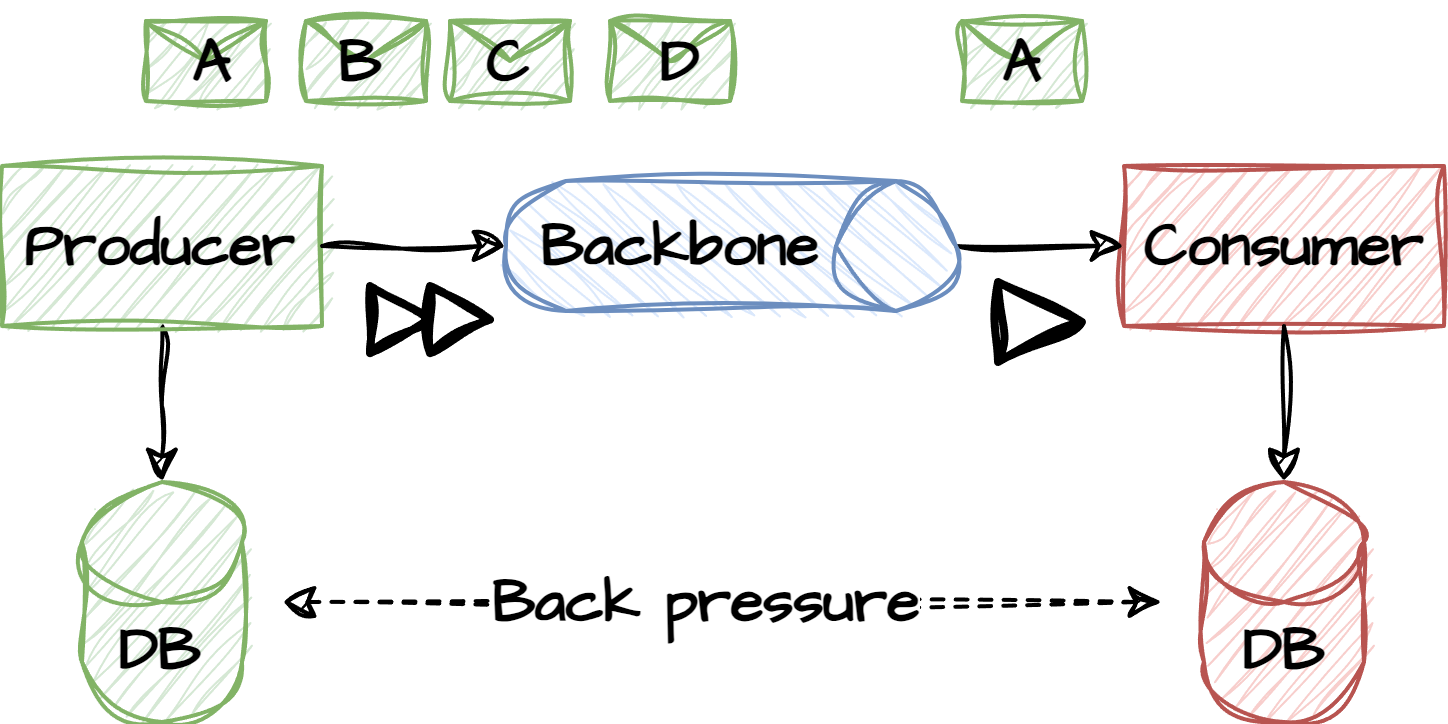 A B C D A
Producer Backbone Consumer
Back pressure
DB DB